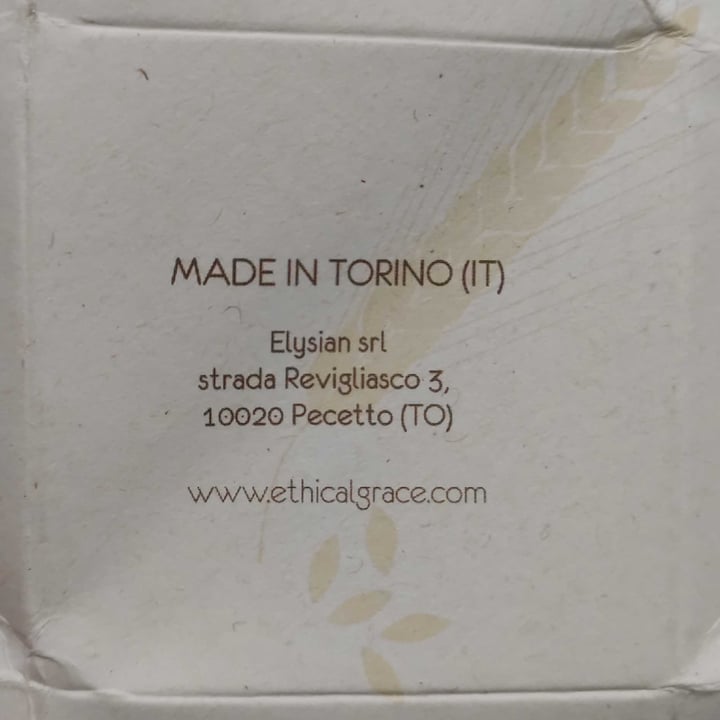 MADE IN TORINO (IT)
Elysian srl
strada Revigliasco 3,
10020 Pecetto (TO)
www.ethicalgrace.com